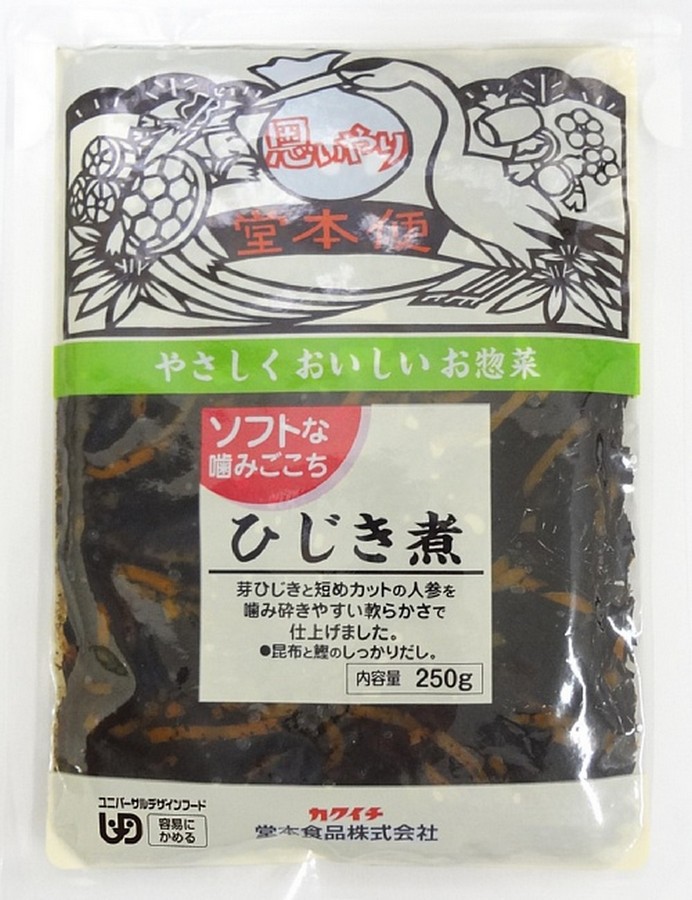 思いやり
堂本便
やさしくおいしいお惣菜
ソフトな
噛みごこち
ひじき煮
芽ひじきと短めカットの人参を
噛み砕きやすい軟らかさで
仕上げました。
●昆布と鰹のしっかりだし。
内容量 250g
ユニバーサルデザインフード
UDF
容易に
かめる
カクイチ
堂本食品株式会社